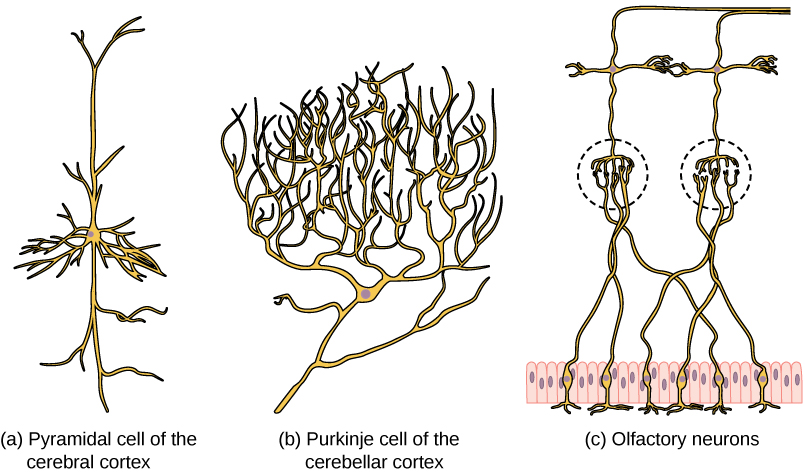 (a) Pyramidal cell of the
cerebral cortex
(b) Purkinje cell of the
cerebellar cortex
(c) Olfactory neurons